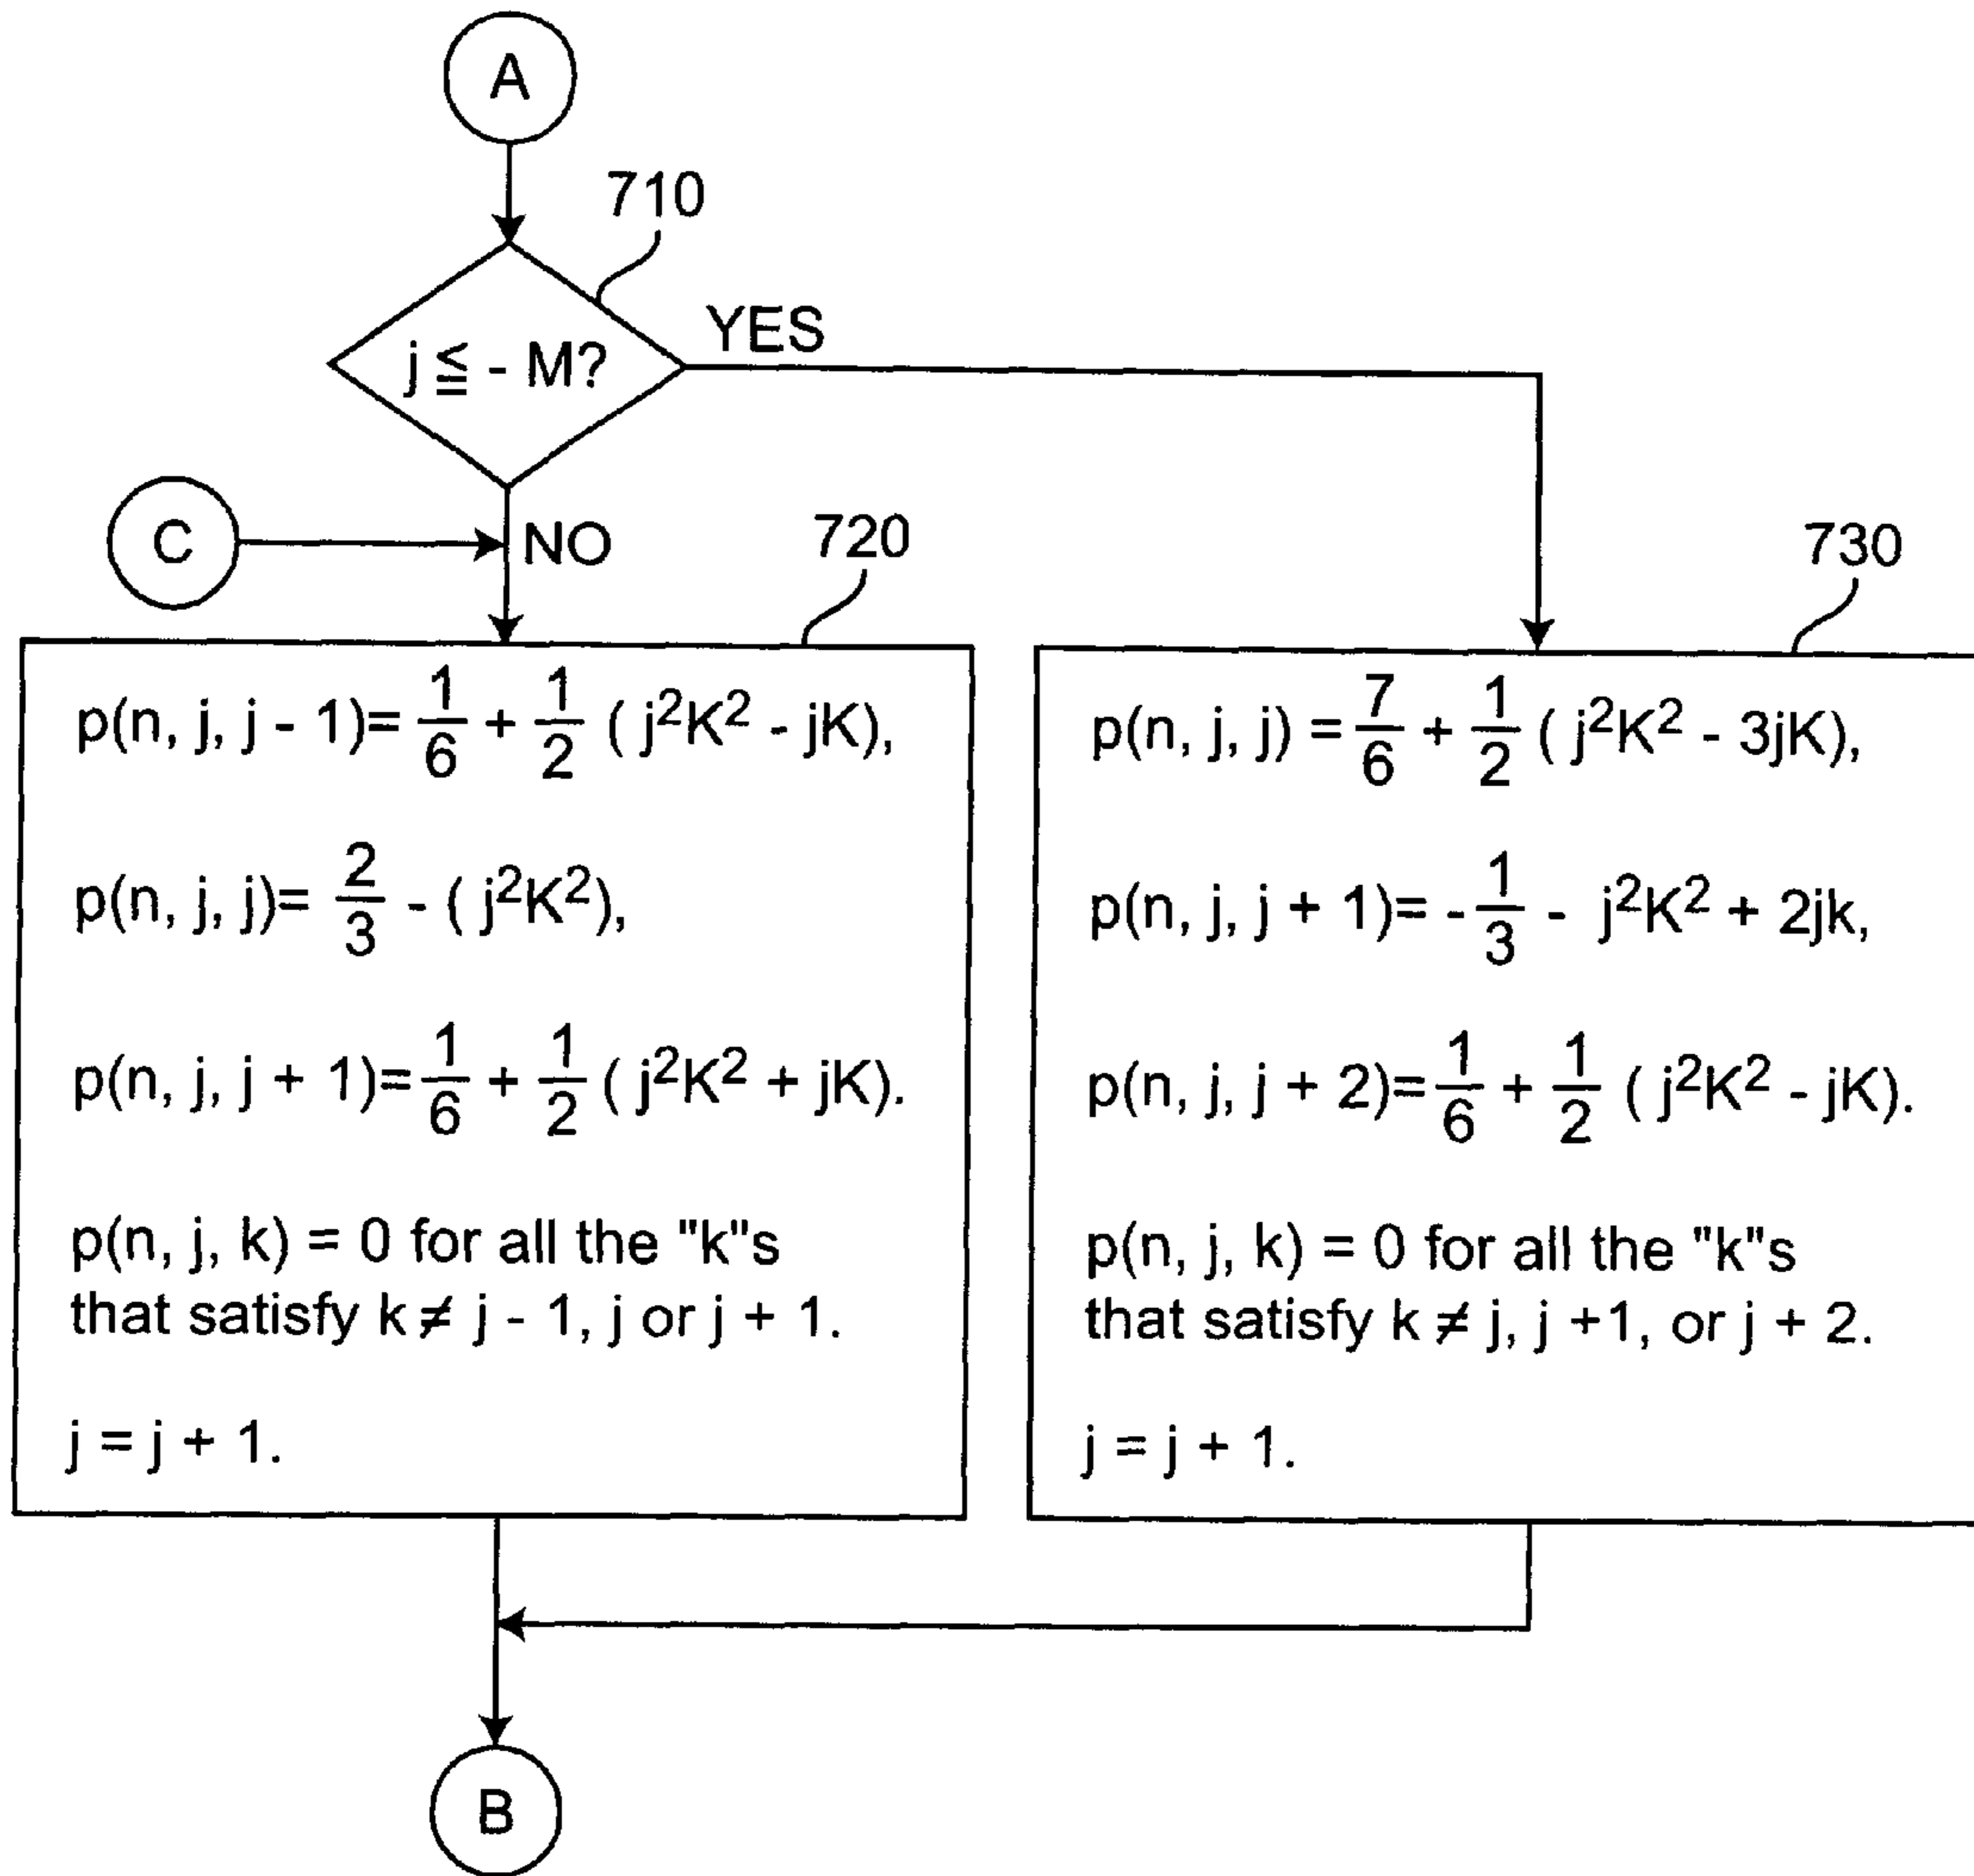 A
710
j ≦ - M?
YES
C
NO
720
730
p(n, j, j - 1)= 1/6 + 1/2 ( j²K² - jK),
p(n, j, j)= 2/3 - ( j²K²),
p(n, j, j + 1)= 1/6 + 1/2 ( j²K² + jK).
p(n, j, k) = 0 for all the "k"s
that satisfy k ≠ j - 1, j or j + 1.
j = j + 1.
p(n, j, j) = 7/6 + 1/2 ( j²K² - 3jK),
p(n, j, j + 1)= - 1/3 - j²K² + 2jk,
p(n, j, j + 2)= 1/6 + 1/2 ( j²K² - jK).
p(n, j, k) = 0 for all the "k"s
that satisfy k ≠ j, j +1, or j + 2.
j = j + 1.
B